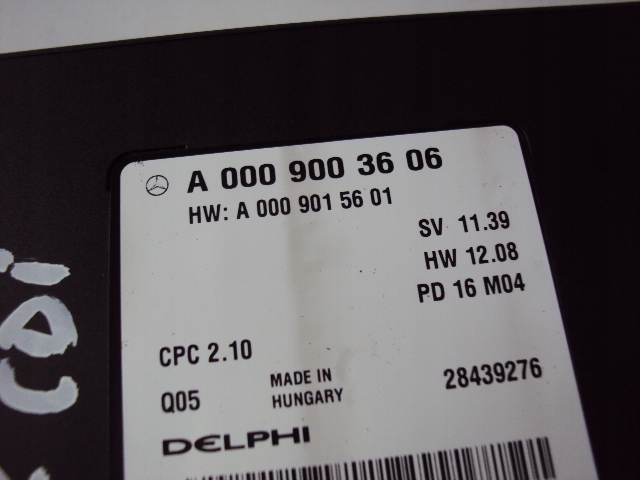 A 000 900 36 06
HW: A 000 901 56 01
SV 11.39
HW 12.08
PD 16 M04
CPC 2.10
Q05
MADE IN
HUNGARY
28439276
DELPHI